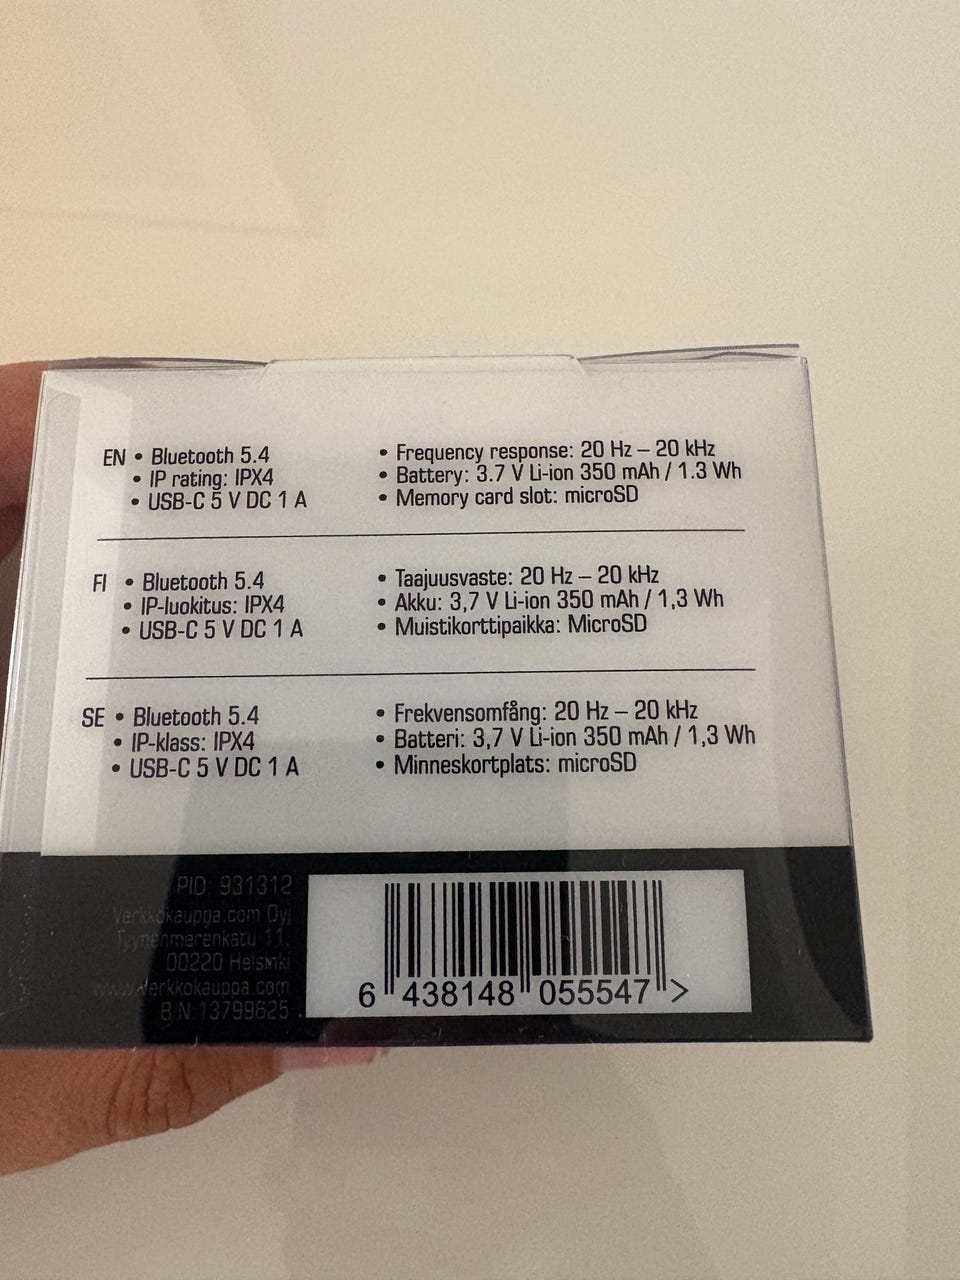 EN • Bluetooth 5.4
• IP rating: IPX4
• USB-C 5 V DC 1 A
• Frequency response: 20 Hz – 20 kHz
• Battery: 3.7 V Li-ion 350 mAh / 1.3 Wh
• Memory card slot: microSD
FI • Bluetooth 5.4
• IP-luokitus: IPX4
• USB-C 5 V DC 1 A
• Taajuusvaste: 20 Hz – 20 kHz
• Akku: 3,7 V Li-ion 350 mAh / 1,3 Wh
• Muistikorttipaikka: MicroSD
SE • Bluetooth 5.4
• IP-klass: IPX4
• USB-C 5 V DC 1 A
• Frekvensomfång: 20 Hz – 20 kHz
• Batteri: 3,7 V Li-ion 350 mAh / 1,3 Wh
• Minneskortplats: microSD
PID: 931312
Verkkokauppa.com Oyj
Tyynenmerenkatu 11,
00220 Helsinki
www.verkkokauppa.com
B/N 13799625
6 438148 055547 >